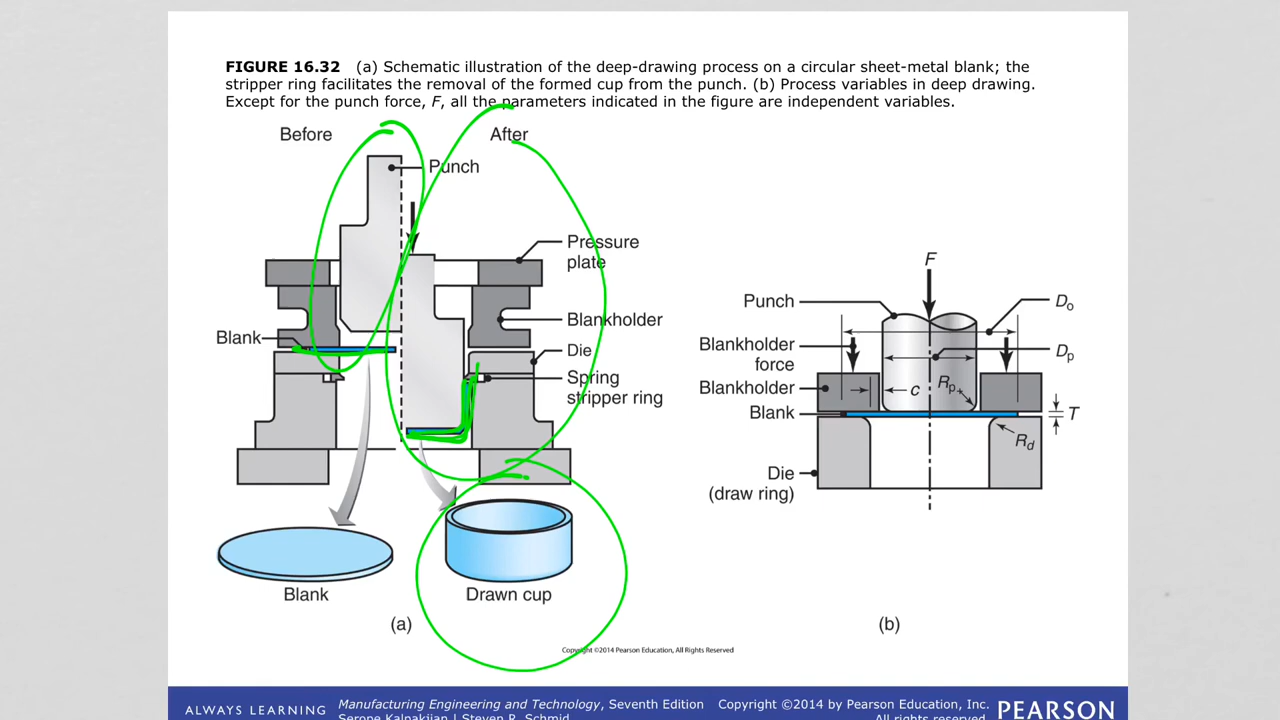 FIGURE 16.32 (a) Schematic illustration of the deep-drawing process on a circular sheet-metal blank; the
stripper ring facilitates the removal of the formed cup from the punch. (b) Process variables in deep drawing.
Except for the punch force, F, all the parameters indicated in the figure are independent variables.
Before
After
Punch
Pressure
plate
Blankholder
Blank
Die
Spring
stripper ring
Blank
Drawn cup
(a)
F
Punch
Do
Blankholder
force
Dp
Blankholder
c
Rp
Blank
T
Rd
Die
(draw ring)
(b)
Copyright ©2014 Pearson Education, All Rights Reserved
ALWAYS LEARNING
Manufacturing Engineering and Technology, Seventh Edition
Serope Kalpakjian | Steven R. Schmid
Copyright ©2014 by Pearson Education, Inc.
All rights reserved.
PEARSON